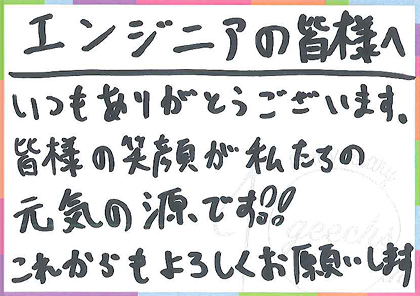 エンジニアの皆様へ
いつもありがとうございます。
皆様の笑顔が私たちの
元気の源です!!
これからもよろしくお願いします